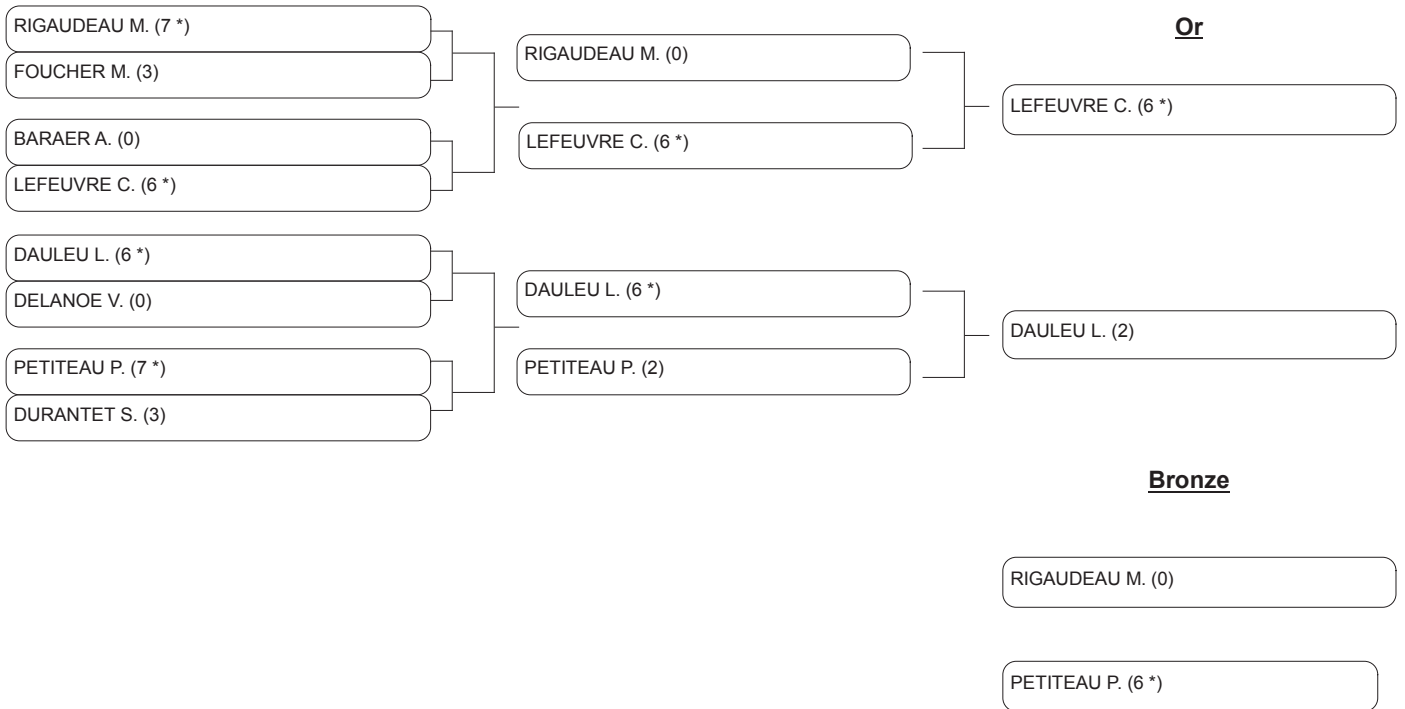 RIGAUDEAU M. (7 *)
FOUCHER M. (3)
BARAER A. (0)
LEFEUVRE C. (6 *)
DAULEU L. (6 *)
DELANOE V. (0)
PETITEAU P. (7 *)
DURANTET S. (3)
RIGAUDEAU M. (0)
LEFEUVRE C. (6 *)
DAULEU L. (6 *)
PETITEAU P. (2)
Or
LEFEUVRE C. (6 *)
DAULEU L. (2)
Bronze
RIGAUDEAU M. (0)
PETITEAU P. (6 *)